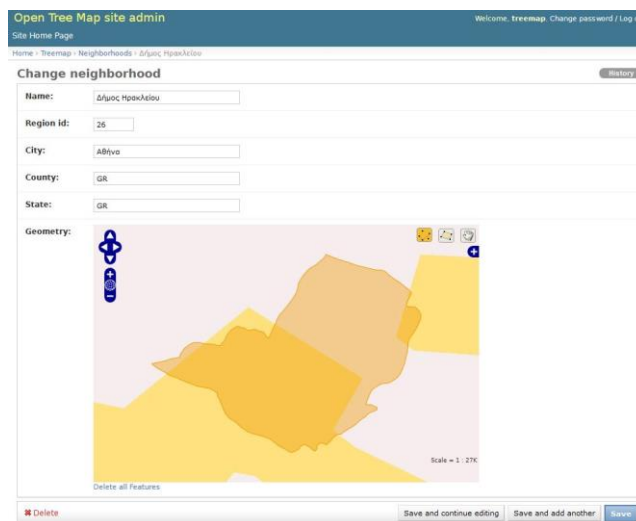 Open Tree Map site admin
Welcome, treemap. Change password / Log
Site Home Page
Home › Treemap › Neighborhoods › Δήμος Ηρακλείου
Change neighborhood
History
Name: Δήμος Ηρακλείου
Region id: 26
City: Αθήνα
County: GR
State: GR
Geometry:
Scale = 1 : 27K
Delete all Features
Delete
Save and continue editing
Save and add another
Save